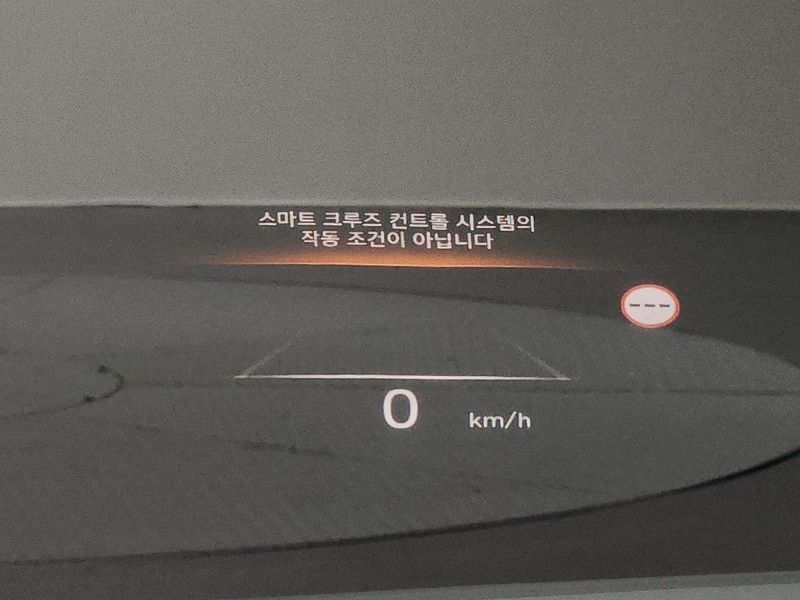 스마트 크루즈 컨트롤 시스템의
작동 조건이 아닙니다
---
0 km/h